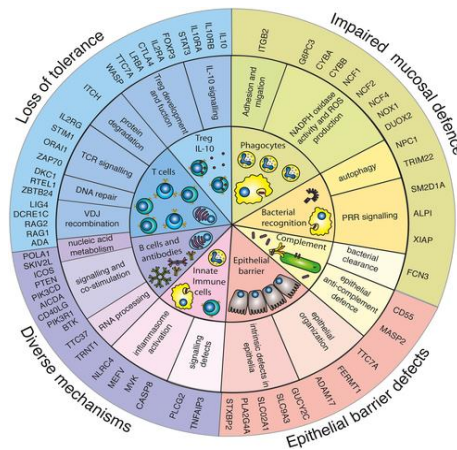 Loss of tolerance
Impaired mucosal defence
Epithelial barrier defects
Diverse mechanisms
IL10
IL10RB
IL10RA
STAT3
FOXP3
IL2RA
CTLA4
LRBA
TTC7A
WASP
ITCH
IL2RG
STIM1
ORAI1
ZAP70
DKC1
RTEL1
ZBTB24
LIG4
DCRE1C
RAG2
RAG1
ADA
POLA1
SKIV2L
ICOS
PTEN
PIK3CD
AICDA
CD40LG
PIK3R1
BTK
TTC37
TRNT1
NLRC4
MEFV
MVK
CASP8
PLCG2
TNFAIP3
STXBP2
PLA2G4A
SLC02A1
SLC9A3
GUCY2C
ADAM17
FERMT1
TTC7A
MASP2
CD55
FCN3
XIAP
ALPI
SM2D1A
TRIM22
NPC1
DUOX2
NOX1
NCF4
NCF2
NCF1
CYBB
CYBA
G6PC3
ITGB2
IL-10 signalling
Treg development
and function
protein
degradation
TCR signalling
DNA repair
VDJ
recombination
nucleic acid
metabolism
signalling and
co-stimulation
RNA processing
inflammasome
activation
signalling
defects
intrinsic defects in
epithelia
epithelial
organisation
epithelial
anti-complement
defence
bacterial
clearance
PRR signalling
autophagy
NADPH oxidase
activity and ROS
production
Adhesion and
migration
Treg
IL-10
Phagocytes
T cells
Bacterial
recognition
B cells and
antibodies
Complement
Innate
Immune
cells
Epithelial
barrier